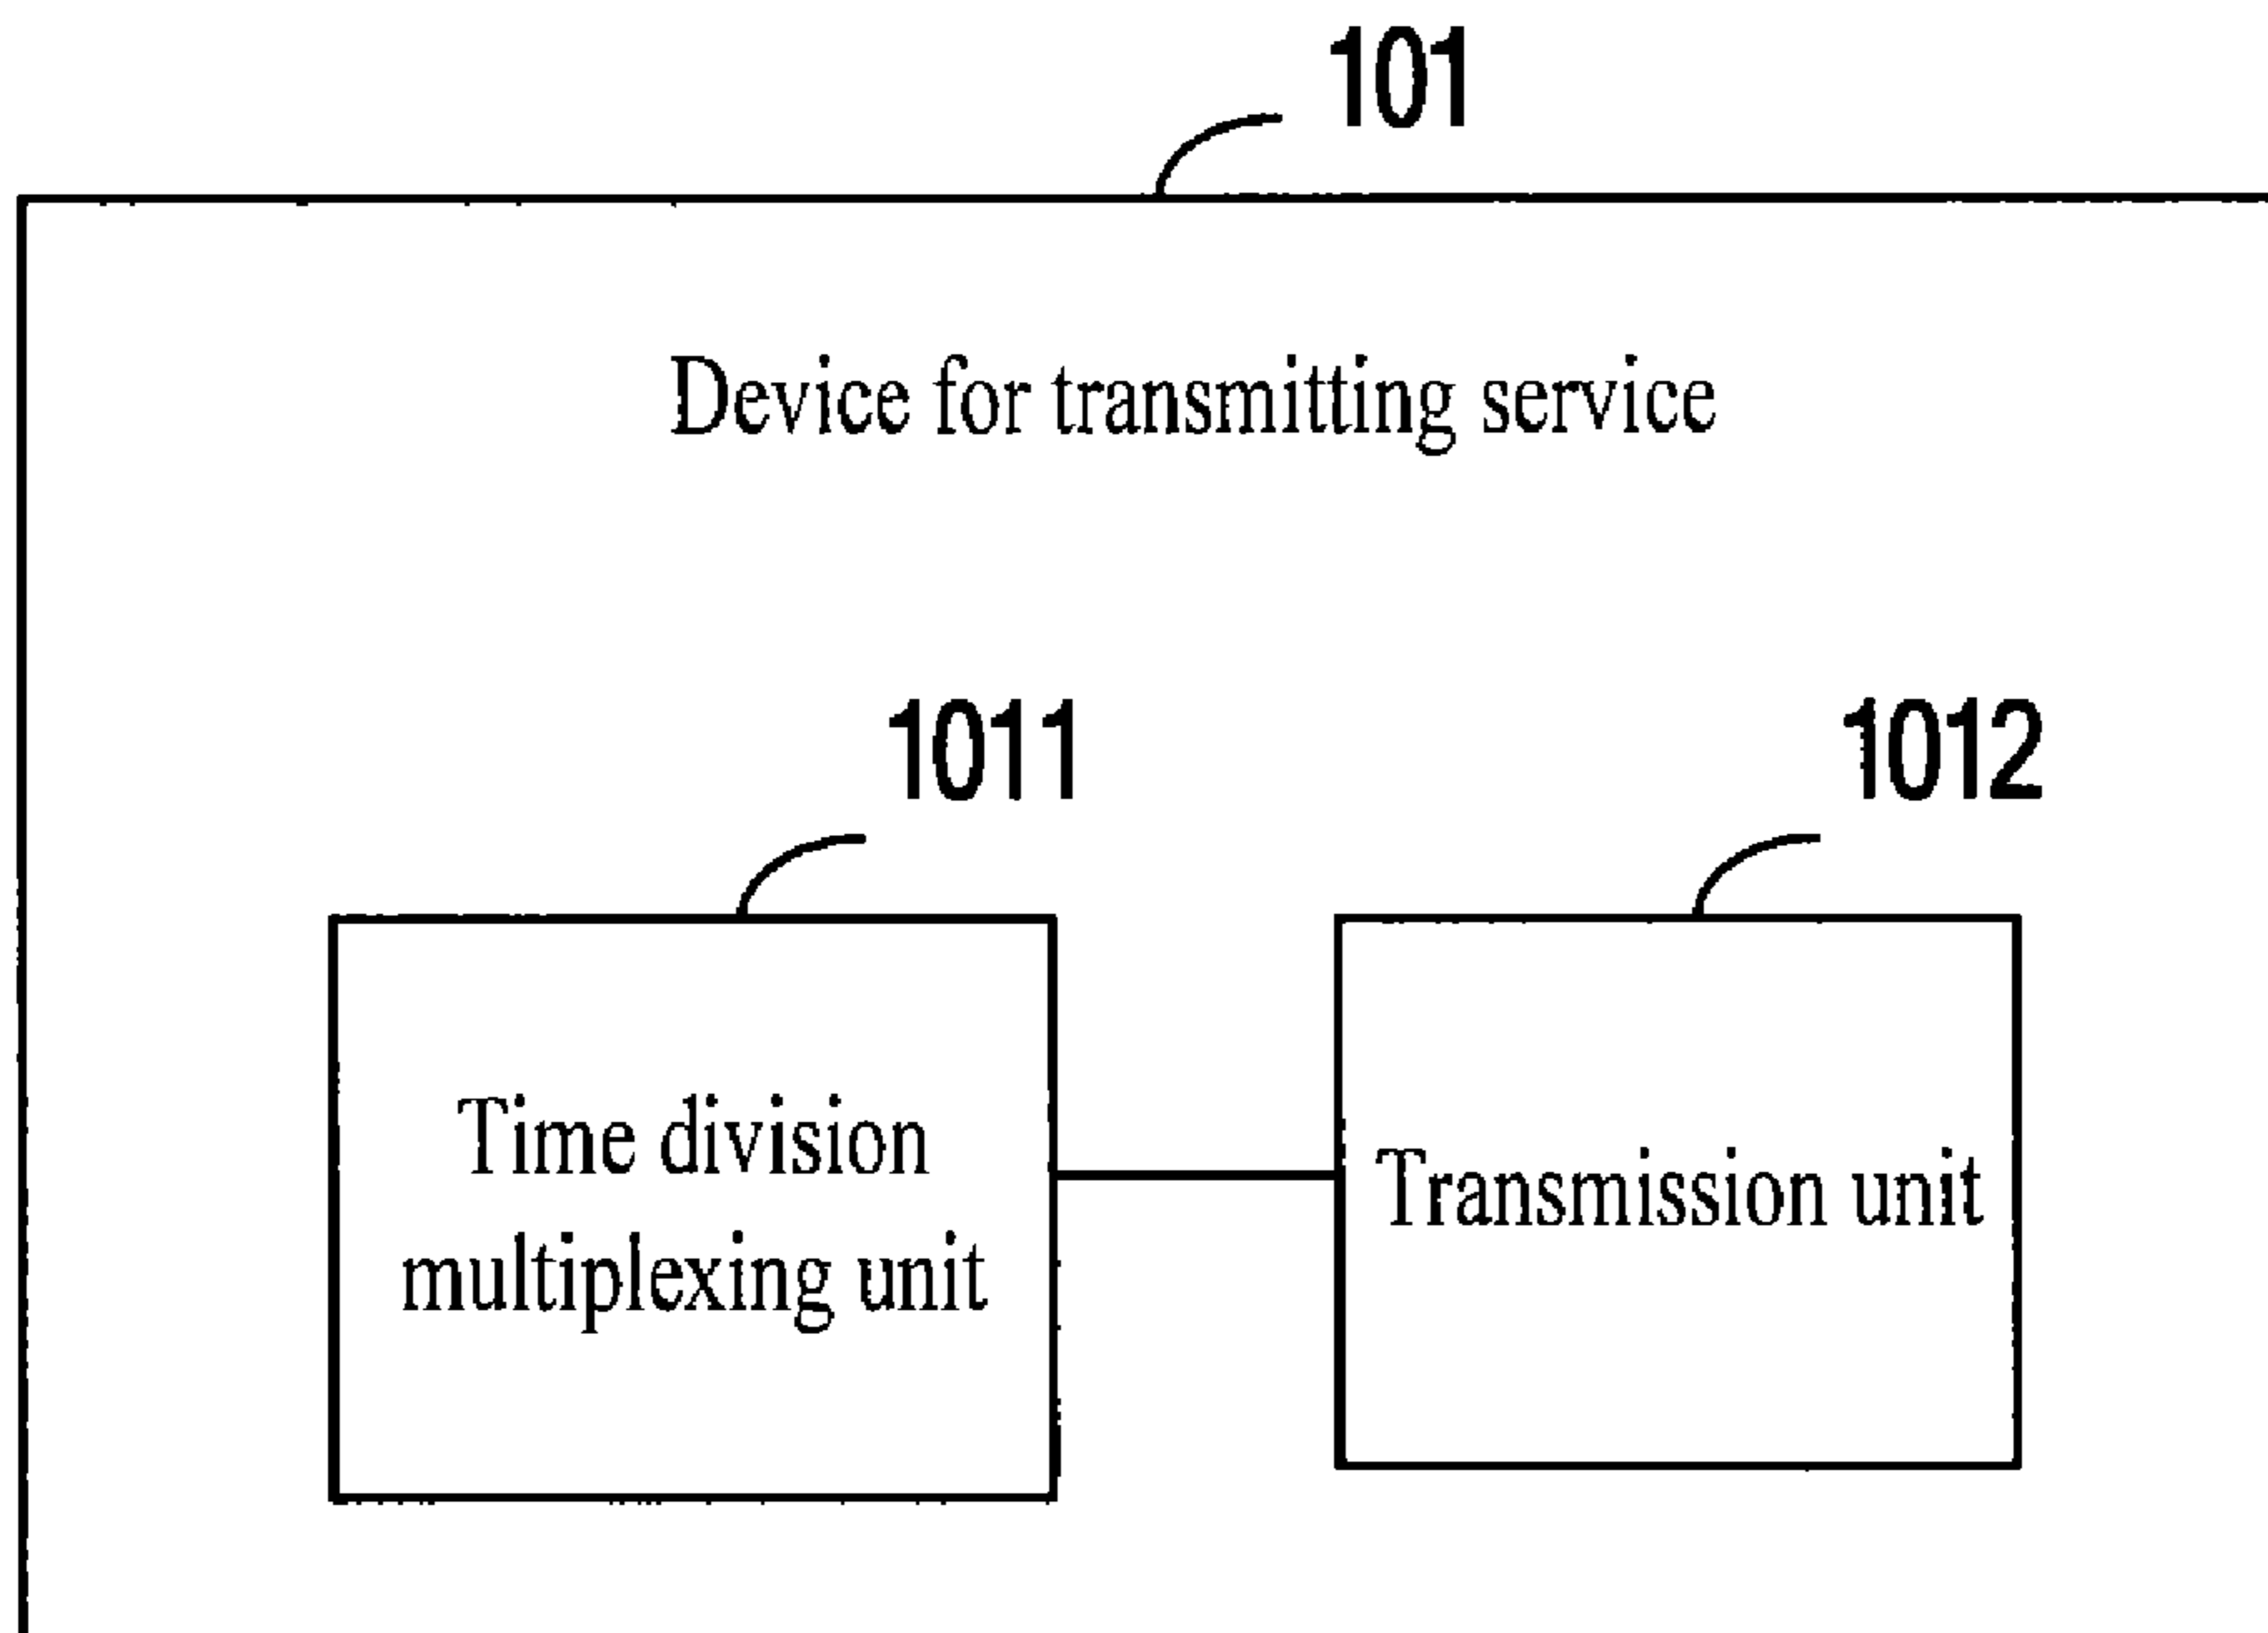 101
Device for transmitting service
1011
1012
Time division
multiplexing unit
Transmission unit